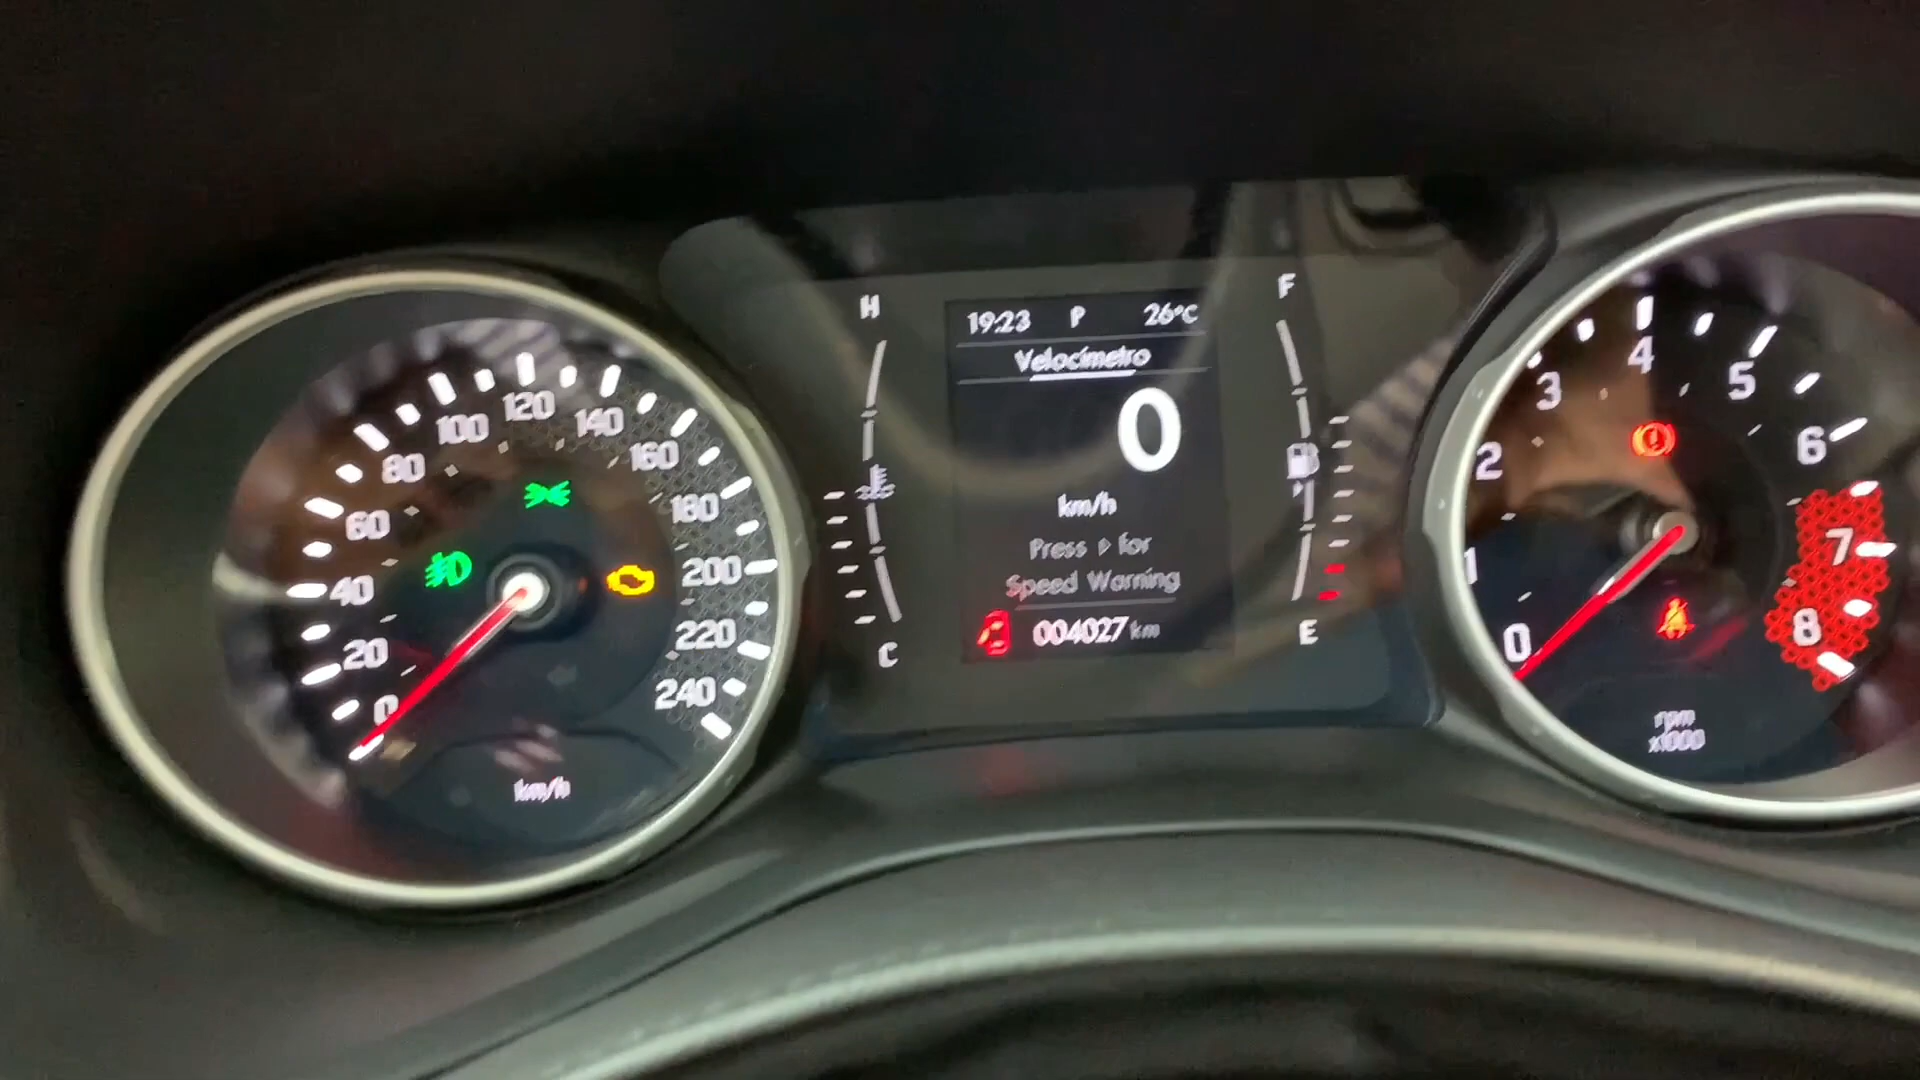 0
20
40
60
80
100
120
140
160
180
200
220
240
km/h
H
C
19:23 P 26°C
Velocímetro
0
km/h
Press ▷ for
Speed Warning
004027 km
F
E
0
1
2
3
4
5
6
7
8
rpm
x1000